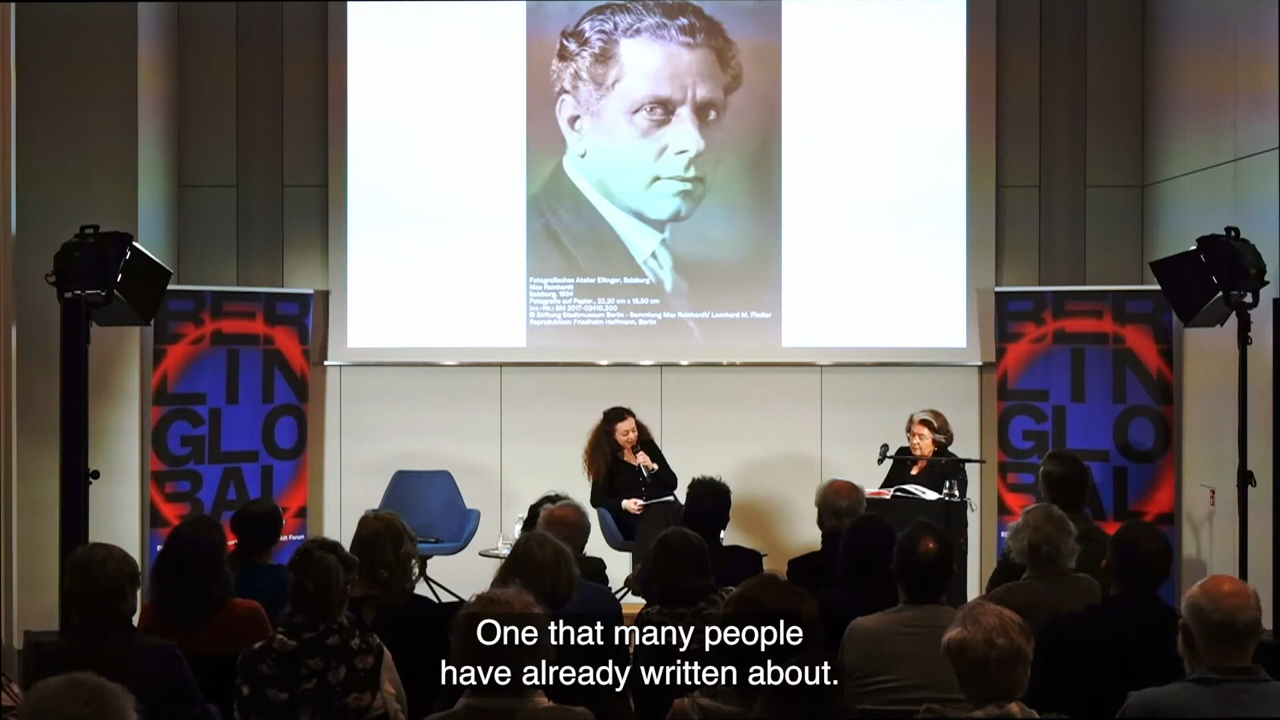 Fotografisches Atelier Ellinger, Salzburg
Max Reinhardt
Salzburg, 1924
Fotografie auf Papier., 23,30 cm x 16,80 cm
© Stiftung Stadtmuseum Berlin - Sammlung Max Reinhardt/ Leonhard M. Fiedler
Reproduktion: Friedhelm Hoffmann, Berlin
BER
LIN
GLO
BAL
BER
LIN
GLO
BAL
One that many people
have already written about.